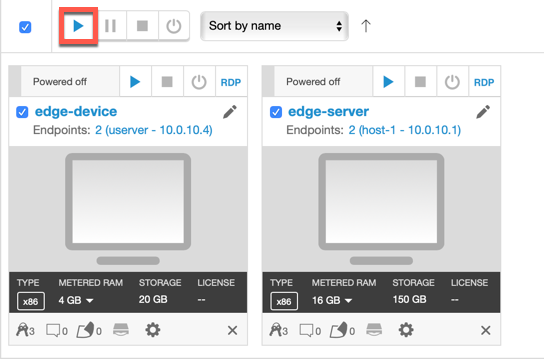 Sort by name
Powered off RDP
edge-device
Endpoints: 2 (userver - 10.0.10.4)
TYPE METERED RAM STORAGE LICENSE
x86 4 GB 20 GB --
3 0 0
Powered off RDP
edge-server
Endpoints: 2 (host-1 - 10.0.10.1)
TYPE METERED RAM STORAGE LICENSE
x86 16 GB 150 GB --
3 0 0